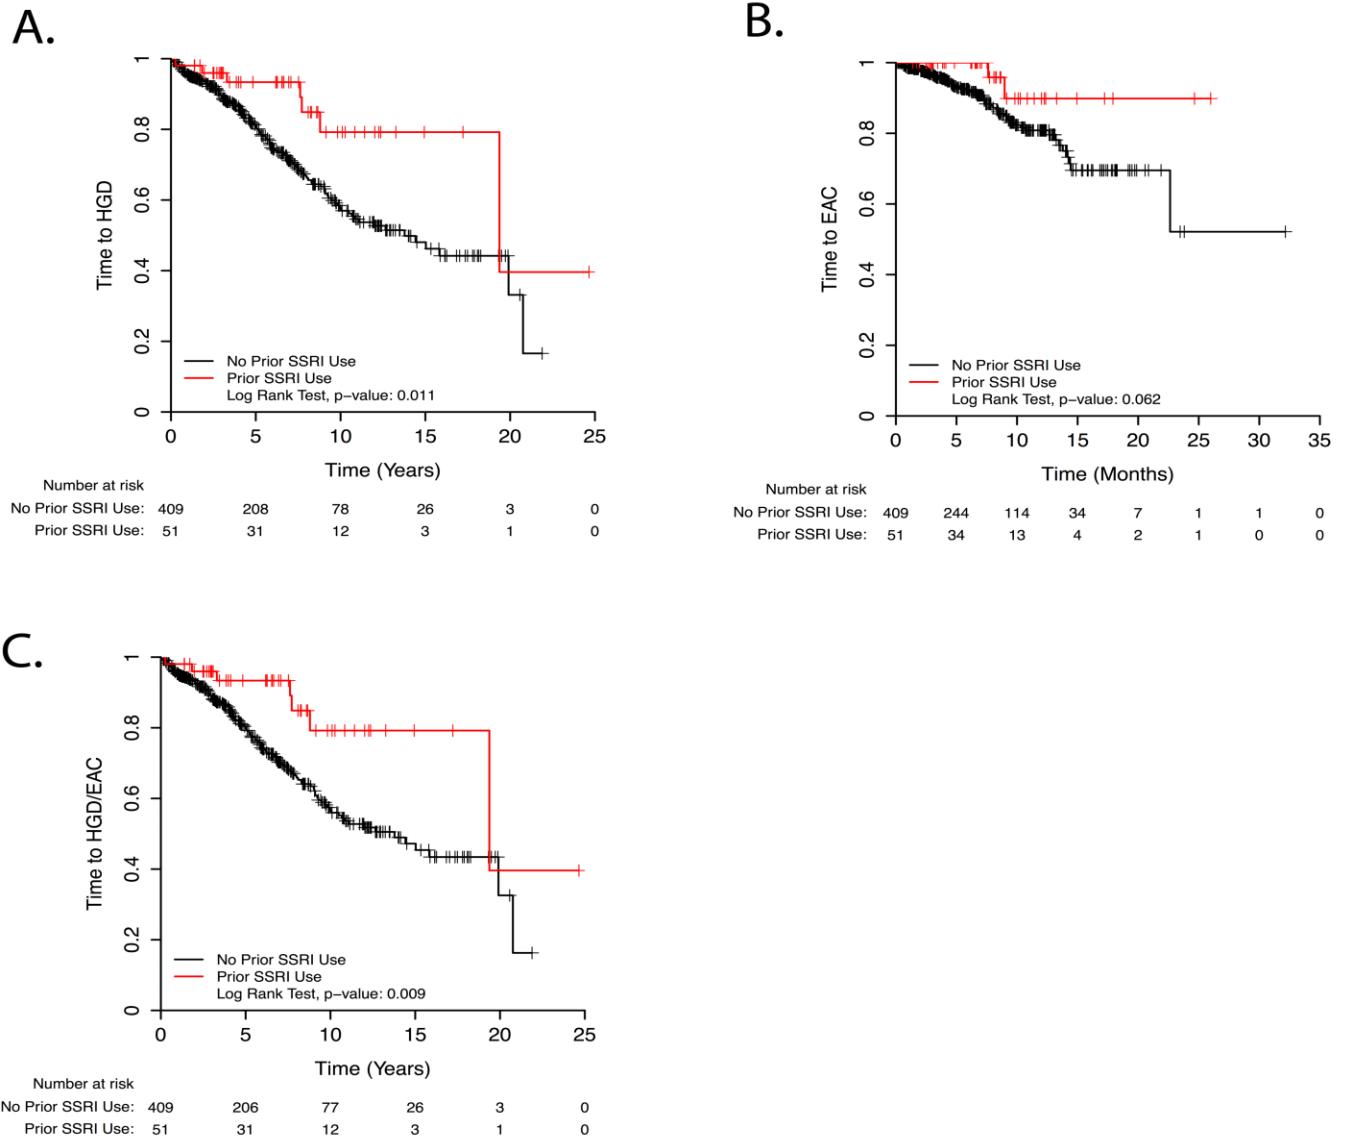 A.
Time to HGD
1
0.8
0.6
0.4
0.2
0
No Prior SSRI Use
Prior SSRI Use
Log Rank Test, p−value: 0.011
0 5 10 15 20 25
Time (Years)
Number at risk
No Prior SSRI Use: 409 208 78 26 3 0
Prior SSRI Use: 51 31 12 3 1 0
B.
Time to EAC
1
0.8
0.6
0.4
0.2
0
No Prior SSRI Use
Prior SSRI Use
Log Rank Test, p−value: 0.062
0 5 10 15 20 25 30 35
Time (Months)
Number at risk
No Prior SSRI Use: 409 244 114 34 7 1 1 0
Prior SSRI Use: 51 34 13 4 2 1 0 0
C.
Time to HGD/EAC
1
0.8
0.6
0.4
0.2
0
No Prior SSRI Use
Prior SSRI Use
Log Rank Test, p−value: 0.009
0 5 10 15 20 25
Time (Years)
Number at risk
No Prior SSRI Use: 409 206 77 26 3 0
Prior SSRI Use: 51 31 12 3 1 0